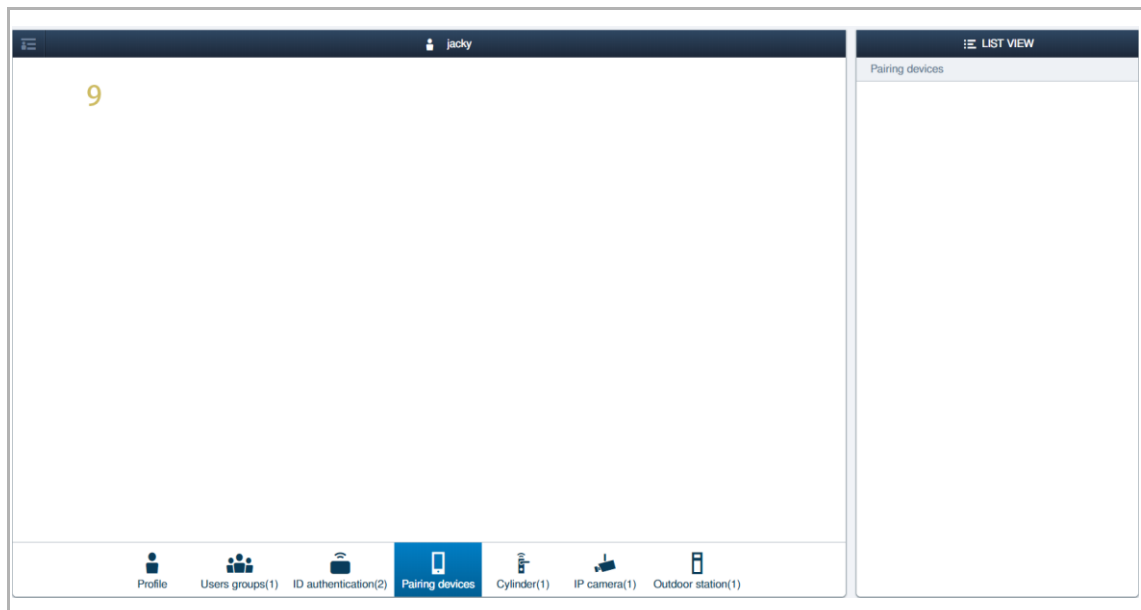 jacky
LIST VIEW
Pairing devices
9
Profile
Users groups(1)
ID authentication(2)
Pairing devices
Cylinder(1)
IP camera(1)
Outdoor station(1)